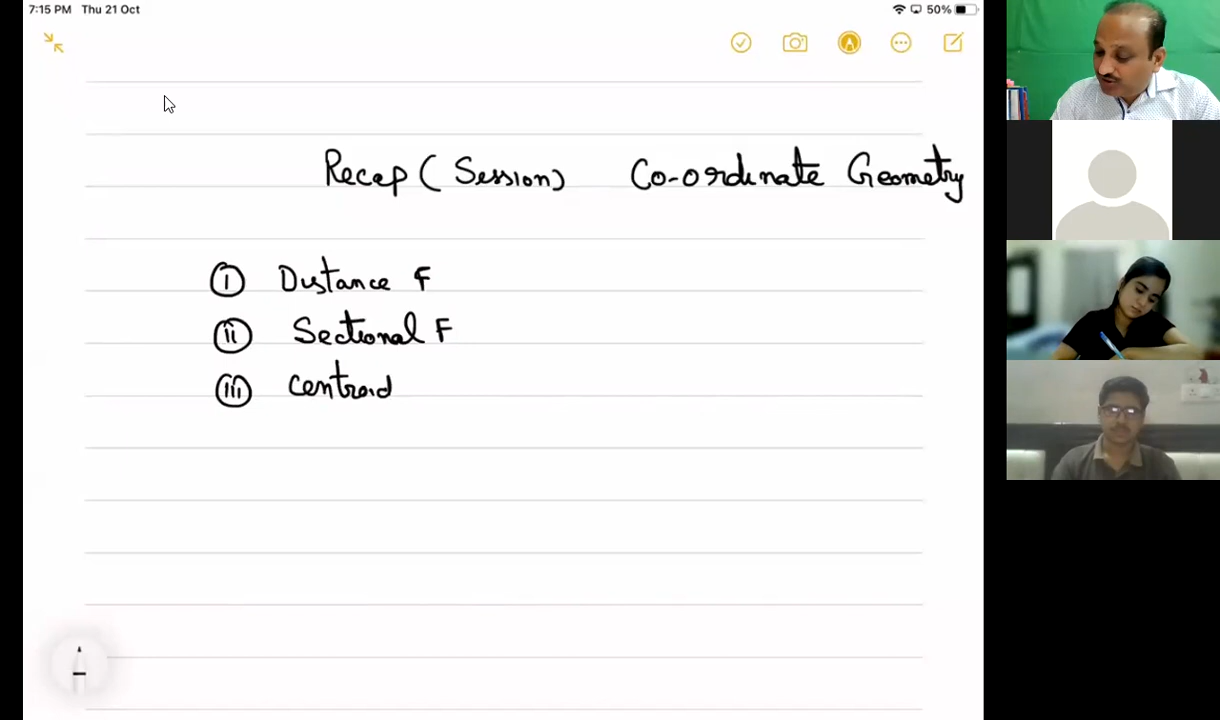 7:15 PM Thu 21 Oct
50%
Recap (Session) Co-ordinate Geometry
(i) Distance F
(ii) Sectional F
(iii) Centroid